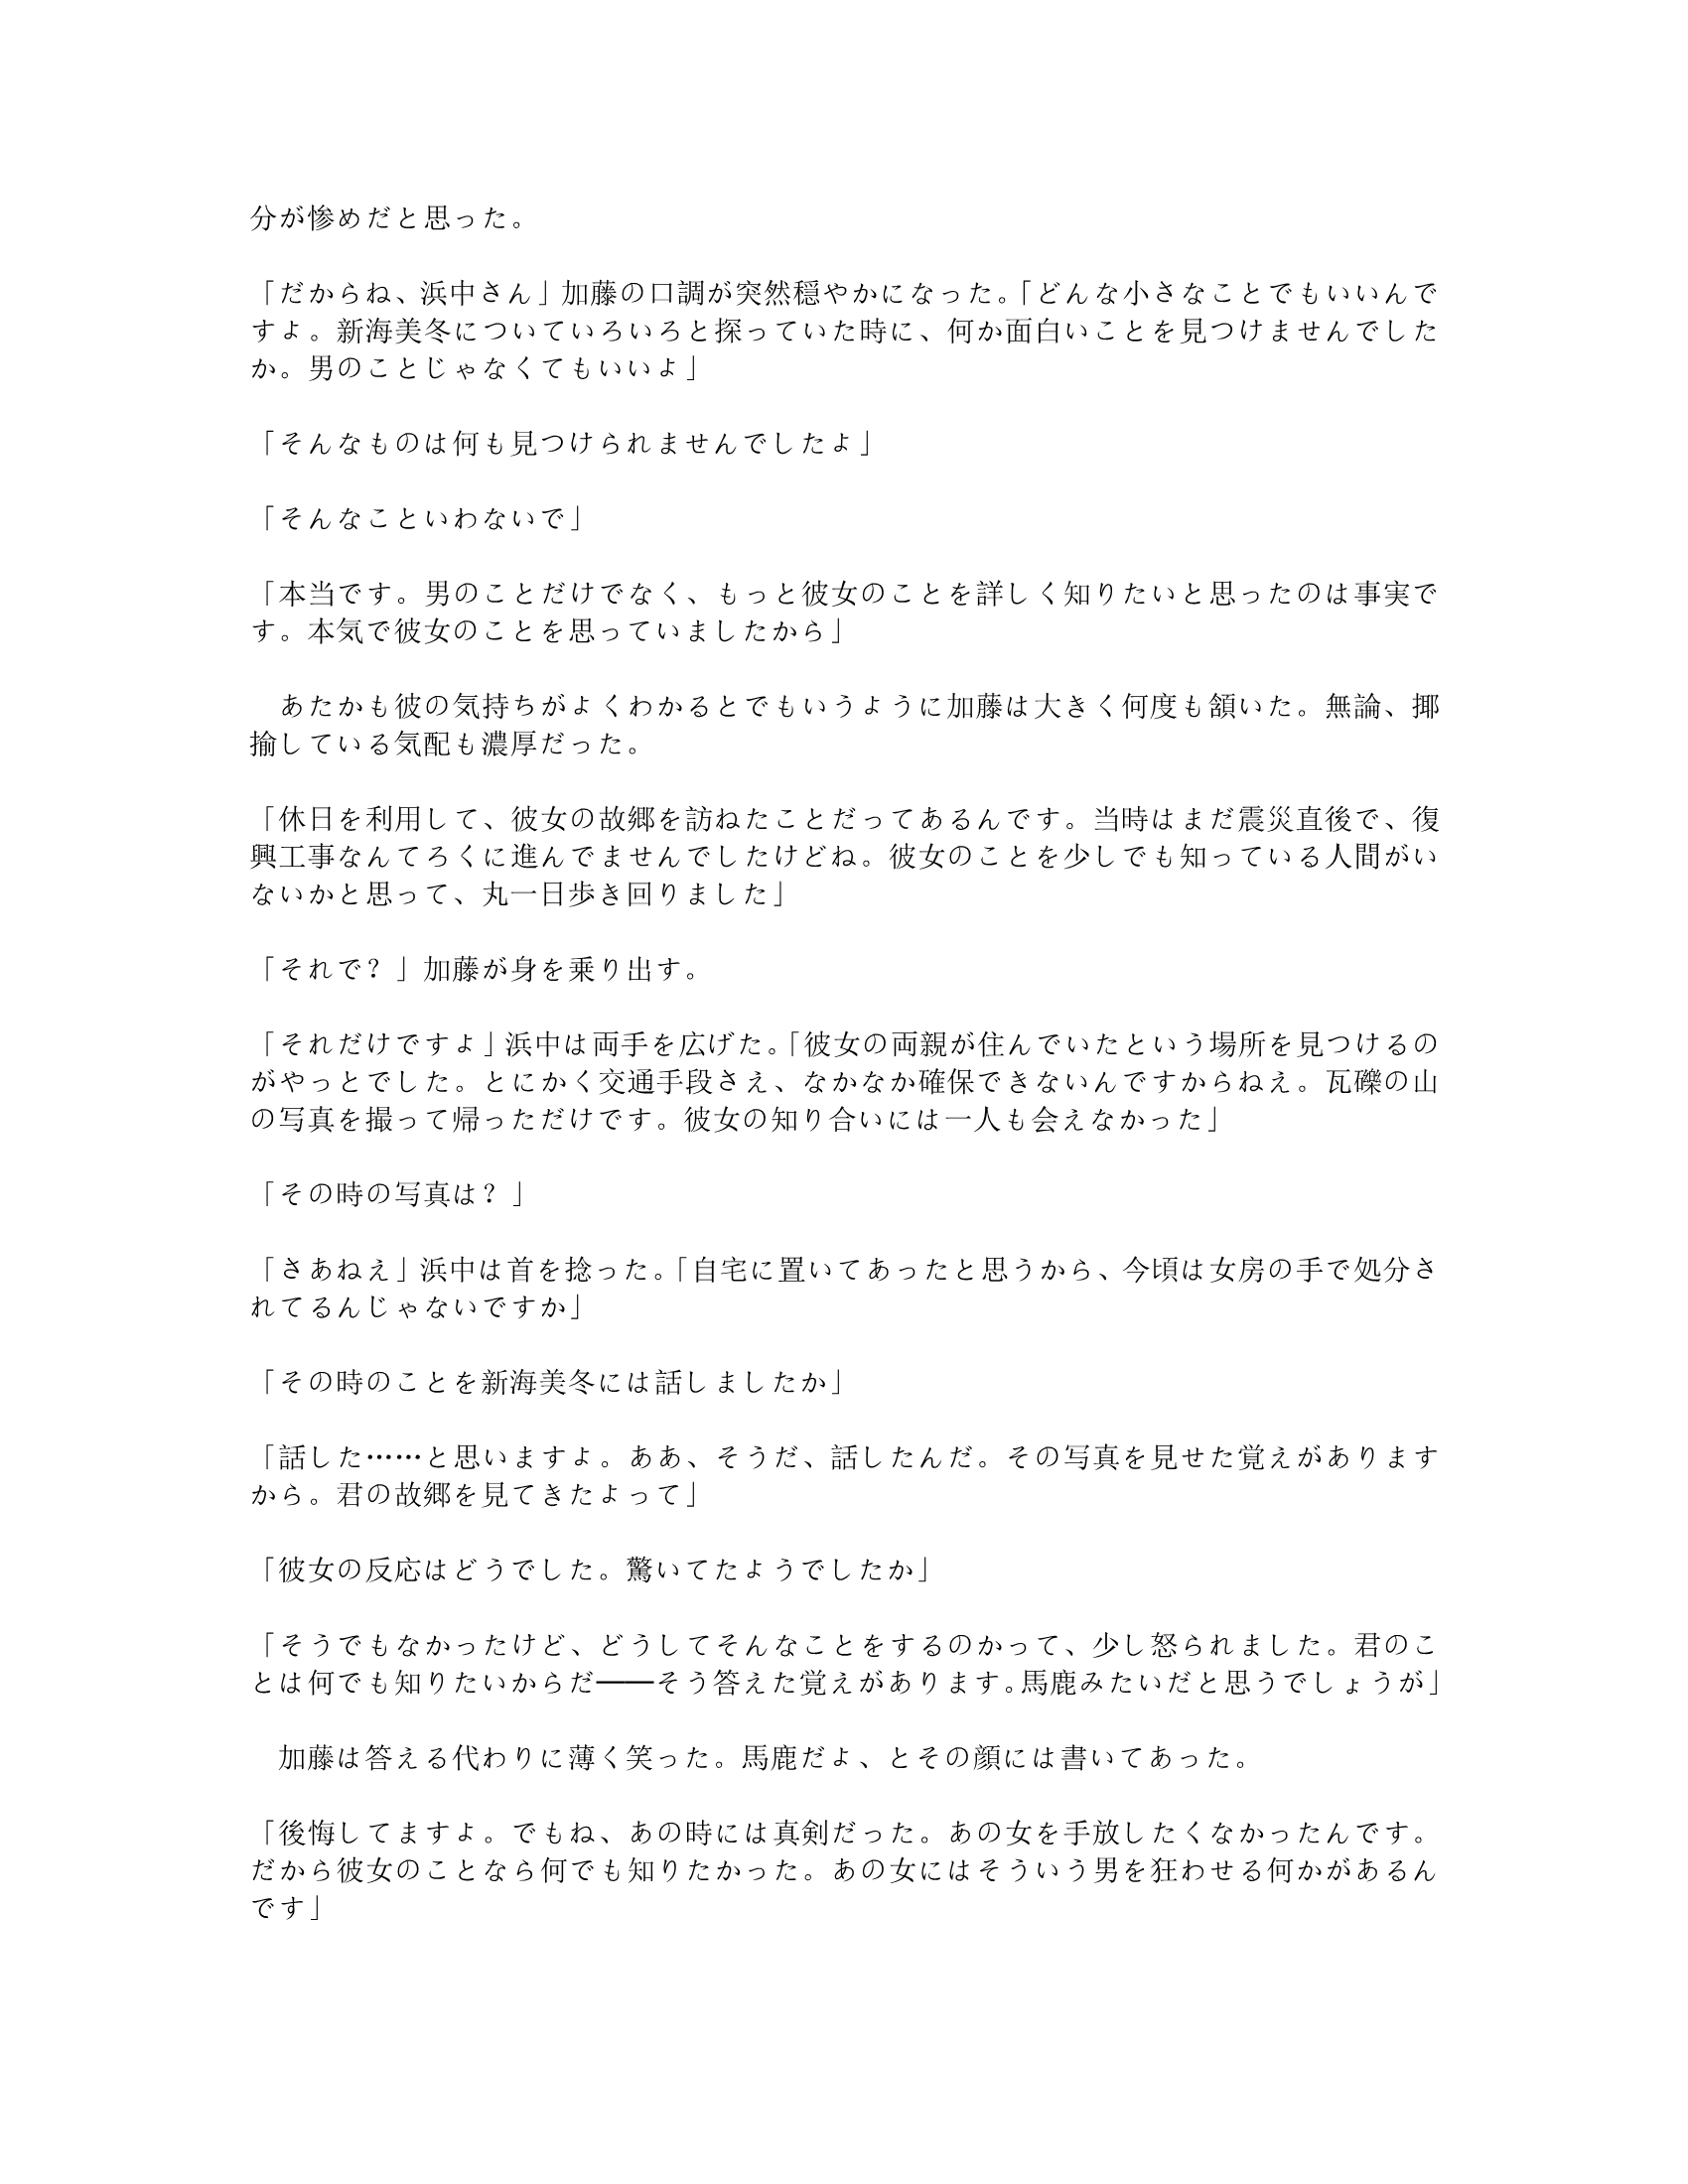 分が惨めだと思った。
「だからね、浜中さん」加藤の口調が突然穏やかになった。「どんな小さなことでもいいんで
すよ。新海美冬についていろいろと探っていた時に、何か面白いことを見つけませんでした
か。男のことじゃなくてもいいよ」
「そんなものは何も見つけられませんでしたよ」
「そんなこといわないで」
「本当です。男のことだけでなく、もっと彼女のことを詳しく知りたいと思ったのは事実で
す。本気で彼女のことを思っていましたから」
　あたかも彼の気持ちがよくわかるとでもいうように加藤は大きく何度も頷いた。無論、揶
揄している気配も濃厚だった。
「休日を利用して、彼女の故郷を訪ねたことだってあるんです。当時はまだ震災直後で、復
興工事なんてろくに進んでませんでしたけどね。彼女のことを少しでも知っている人間がい
ないかと思って、丸一日歩き回りました」
「それで？」加藤が身を乗り出す。
「それだけですよ」浜中は両手を広げた。「彼女の両親が住んでいたという場所を見つけるの
がやっとでした。とにかく交通手段さえ、なかなか確保できないんですからねえ。瓦礫の山
の写真を撮って帰っただけです。彼女の知り合いには一人も会えなかった」
「その時の写真は？」
「さあねえ」浜中は首を捻った。「自宅に置いてあったと思うから、今頃は女房の手で処分さ
れてるんじゃないですか」
「その時のことを新海美冬には話しましたか」
「話した……と思いますよ。ああ、そうだ、話したんだ。その写真を見せた覚えがあります
から。君の故郷を見てきたよって」
「彼女の反応はどうでした。驚いてたようでしたか」
「そうでもなかったけど、どうしてそんなことをするのかって、少し怒られました。君のこ
とは何でも知りたいからだ――そう答えた覚えがあります。馬鹿みたいだと思うでしょうが」
　加藤は答える代わりに薄く笑った。馬鹿だよ、とその顔には書いてあった。
「後悔してますよ。でもね、あの時には真剣だった。あの女を手放したくなかったんです。
だから彼女のことなら何でも知りたかった。あの女にはそういう男を狂わせる何かがあるん
です」